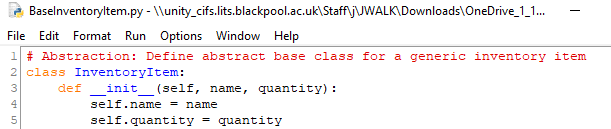 BaseInventoryItem.py - \\unity_cifs.lits.blackpool.ac.uk\Staff\j\JWALK\Downloads\OneDrive_1_1...
File Edit Format Run Options Window Help
1 # Abstraction: Define abstract base class for a generic inventory item
2 class InventoryItem:
3 def __init__(self, name, quantity):
4 self.name = name
5 self.quantity = quantity